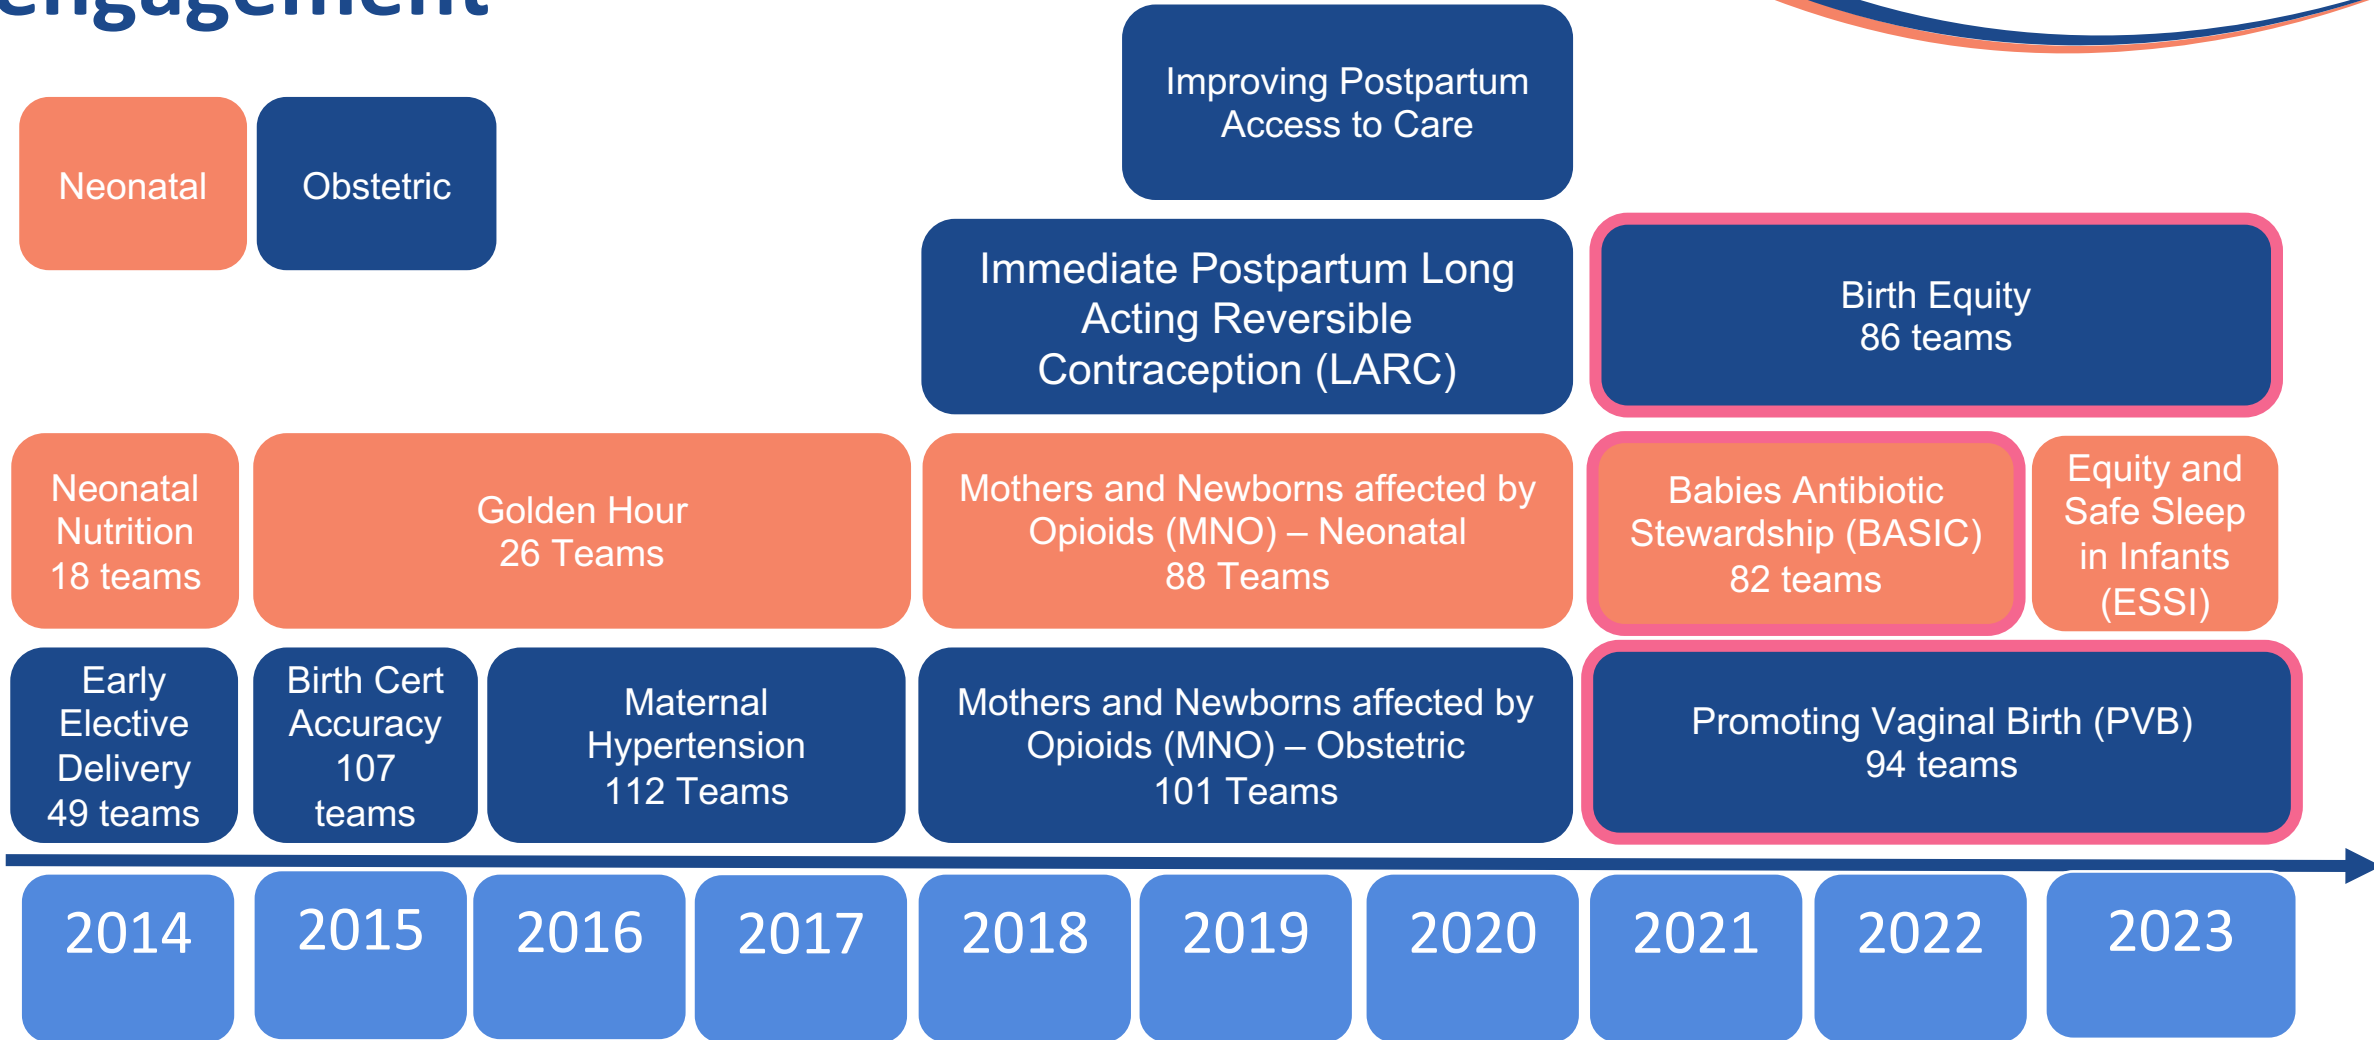 engagement
Improving Postpartum
Access to Care
Neonatal
Obstetric
Immediate Postpartum Long
Acting Reversible
Contraception (LARC)
Birth Equity
86 teams
Neonatal
Nutrition
18 teams
Golden Hour
26 Teams
Mothers and Newborns affected by
Opioids (MNO) – Neonatal
88 Teams
Babies Antibiotic
Stewardship (BASIC)
82 teams
Equity and
Safe Sleep
in Infants
(ESSI)
Early
Elective
Delivery
49 teams
Birth Cert
Accuracy
107
teams
Maternal
Hypertension
112 Teams
Mothers and Newborns affected by
Opioids (MNO) – Obstetric
101 Teams
Promoting Vaginal Birth (PVB)
94 teams
2014
2015
2016
2017
2018
2019
2020
2021
2022
2023